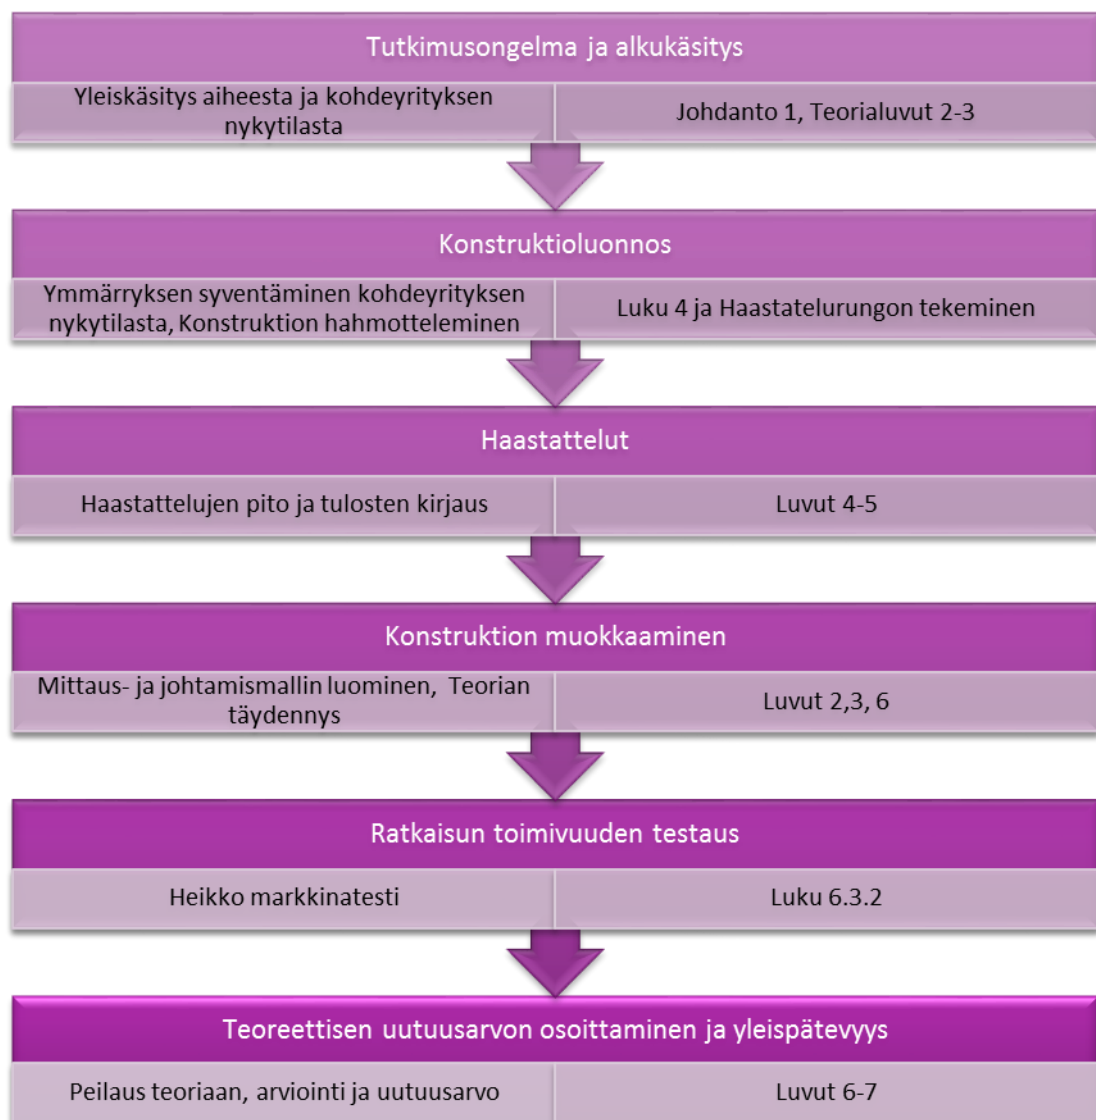 Tutkimusongelma ja alkukäsitys
Yleiskäsitys aiheesta ja kohdeyrityksen
nykytilasta
Johdanto 1, Teorialuvut 2-3
Konstruktioluonnos
Ymmärryksen syventäminen kohdeyrityksen
nykytilasta, Konstruktion hahmotteleminen
Luku 4 ja Haastatelurungon tekeminen
Haastattelut
Haastattelujen pito ja tulosten kirjaus
Luvut 4-5
Konstruktion muokkaaminen
Mittaus- ja johtamismallin luominen, Teorian
täydennys
Luvut 2,3, 6
Ratkaisun toimivuuden testaus
Heikko markkinatesti
Luku 6.3.2
Teoreettisen uutuusarvon osoittaminen ja yleispätevyys
Peilaus teoriaan, arviointi ja uutuusarvo
Luvut 6-7